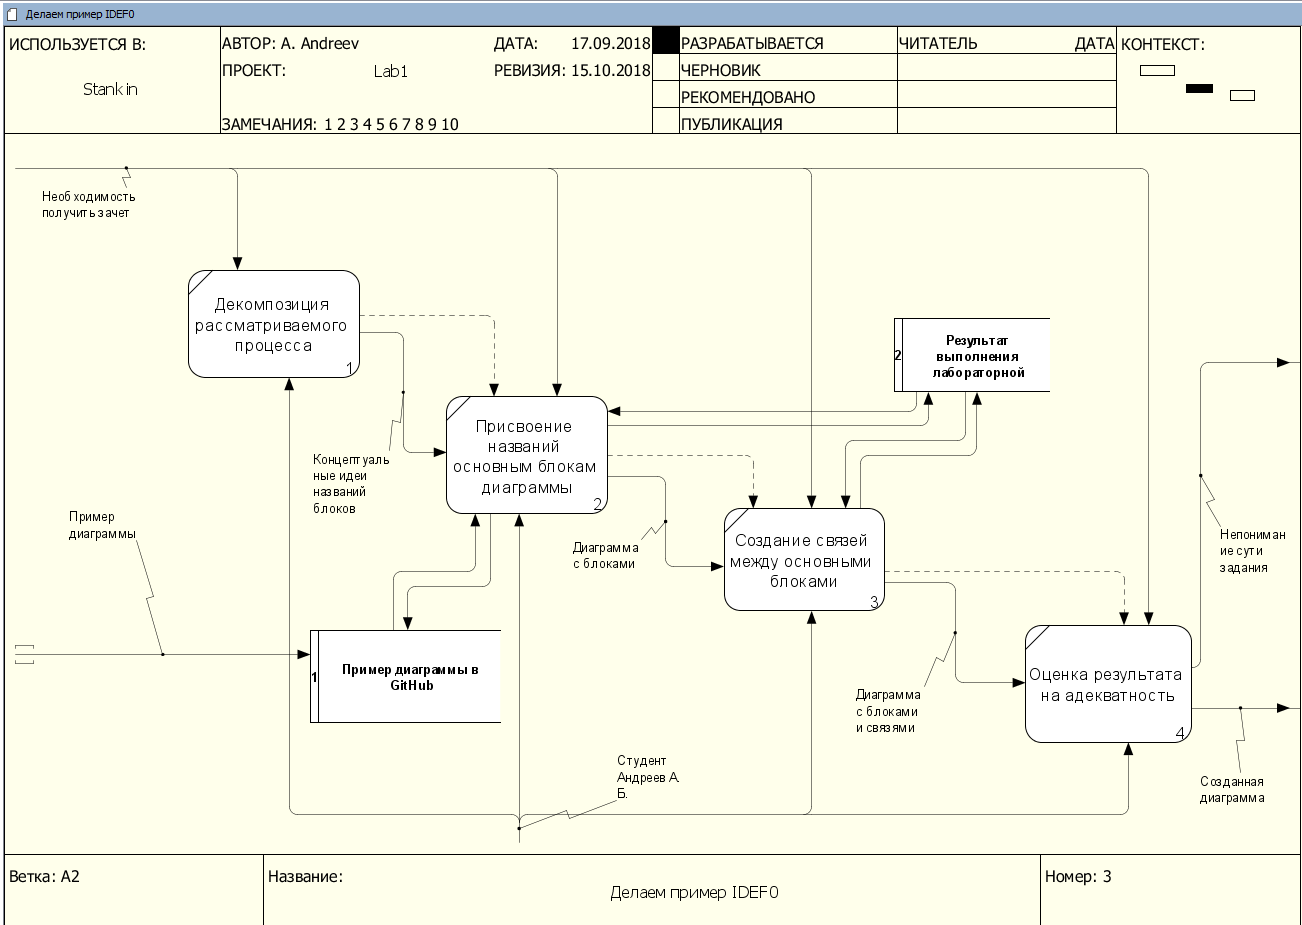 Делаем пример IDEF0
ИСПОЛЬЗУЕТСЯ В:
Stankin
АВТОР: A. Andreev
ДАТА: 17.09.2018
ПРОЕКТ: Lab1
РЕВИЗИЯ: 15.10.2018
ЗАМЕЧАНИЯ: 1 2 3 4 5 6 7 8 9 10
РАЗРАБАТЫВАЕТСЯ
ЧЕРНОВИК
РЕКОМЕНДОВАНО
ПУБЛИКАЦИЯ
ЧИТАТЕЛЬ
ДАТА
КОНТЕКСТ:
Необходимость
получить зачет
Декомпозиция
рассматриваемого
процесса
1
Результат
выполнения
лабораторной
2
Присвоение
названий
основным блокам
диаграммы
2
Концептуаль
ные идеи
названий
блоков
Пример
диаграммы
Диаграмма
с блоками
Создание связей
между основными
блоками
3
Непониман
ие сути
задания
1
Пример диаграммы в
GitHub
Оценка результата
на адекватность
4
Диаграмма
с блоками
и связями
Студент
Андреев А.
Б.
Созданная
диаграмма
Ветка: A2
Название:
Делаем пример IDEF0
Номер: 3